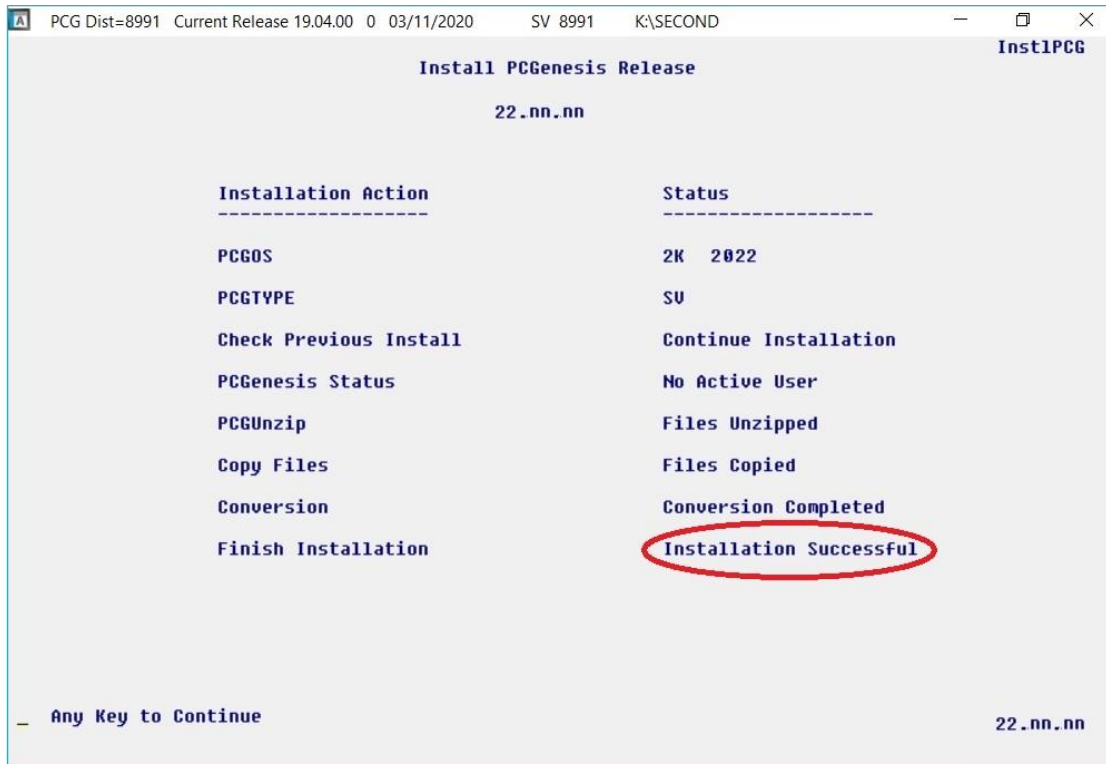 PCG Dist=8991 Current Release 19.04.00 0 03/11/2020 SV 8991 K:\SECOND
InstlPCG
Install PCGenesis Release
22.nn.nn
Installation Action Status
------------------- -------------------
PCGOS 2K 2022
PCGTYPE SV
Check Previous Install Continue Installation
PCGenesis Status No Active User
PCGUnzip Files Unzipped
Copy Files Files Copied
Conversion Conversion Completed
Finish Installation Installation Successful
_ Any Key to Continue
22.nn.nn